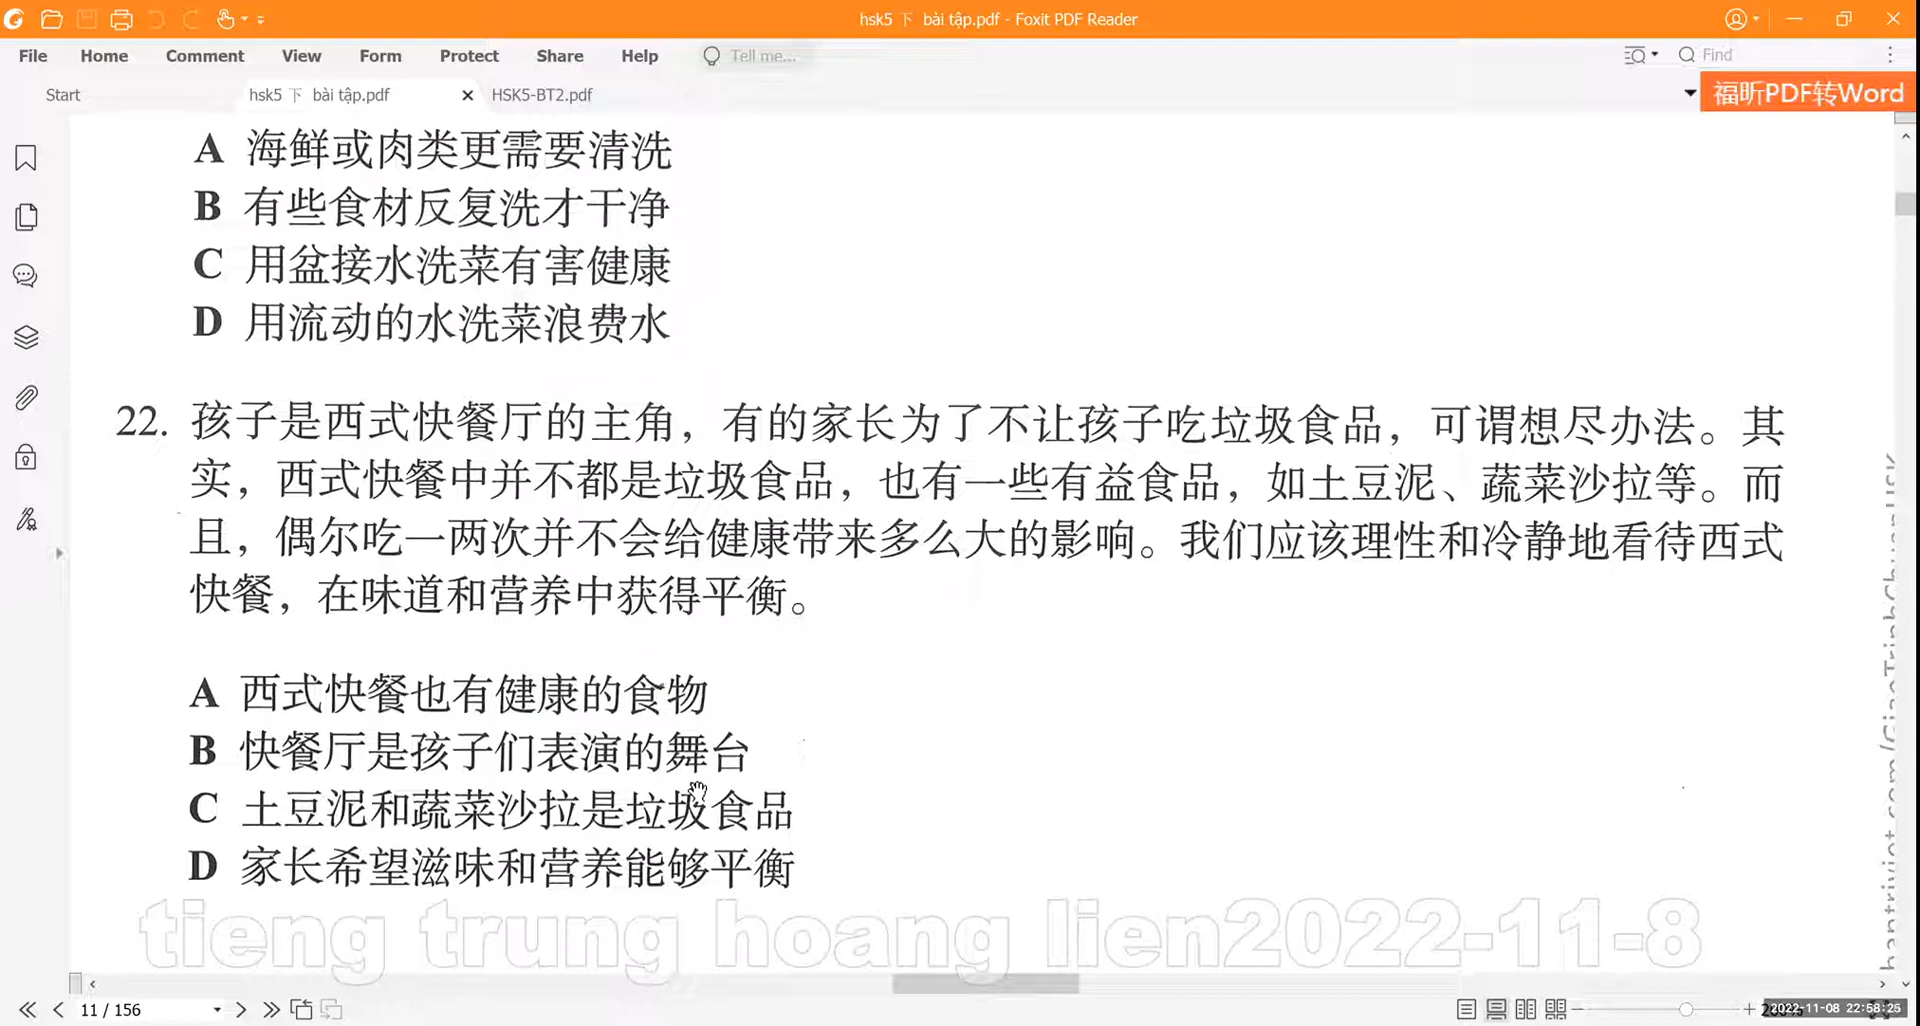 hsk5 下 bài tập.pdf - Foxit PDF Reader
File Home Comment View Form Protect Share Help Tell me... Find
Start hsk5 下 bài tập.pdf HSK5-BT2.pdf 福昕PDF转Word
A 海鲜或肉类更需要清洗
B 有些食材反复洗才干净
C 用盆接水洗菜有害健康
D 用流动的水洗菜浪费水
22. 孩子是西式快餐厅的主角，有的家长为了不让孩子吃垃圾食品，可谓想尽办法。其
实，西式快餐中并不都是垃圾食品，也有一些有益食品，如土豆泥、蔬菜沙拉等。而
且，偶尔吃一两次并不会给健康带来多么大的影响。我们应该理性和冷静地看待西式
快餐，在味道和营养中获得平衡。
A 西式快餐也有健康的食物
B 快餐厅是孩子们表演的舞台
C 土豆泥和蔬菜沙拉是垃圾食品
D 家长希望滋味和营养能够平衡
tieng trung hoang lien2022-11-8
11 / 156
2022-11-08 22:58:25